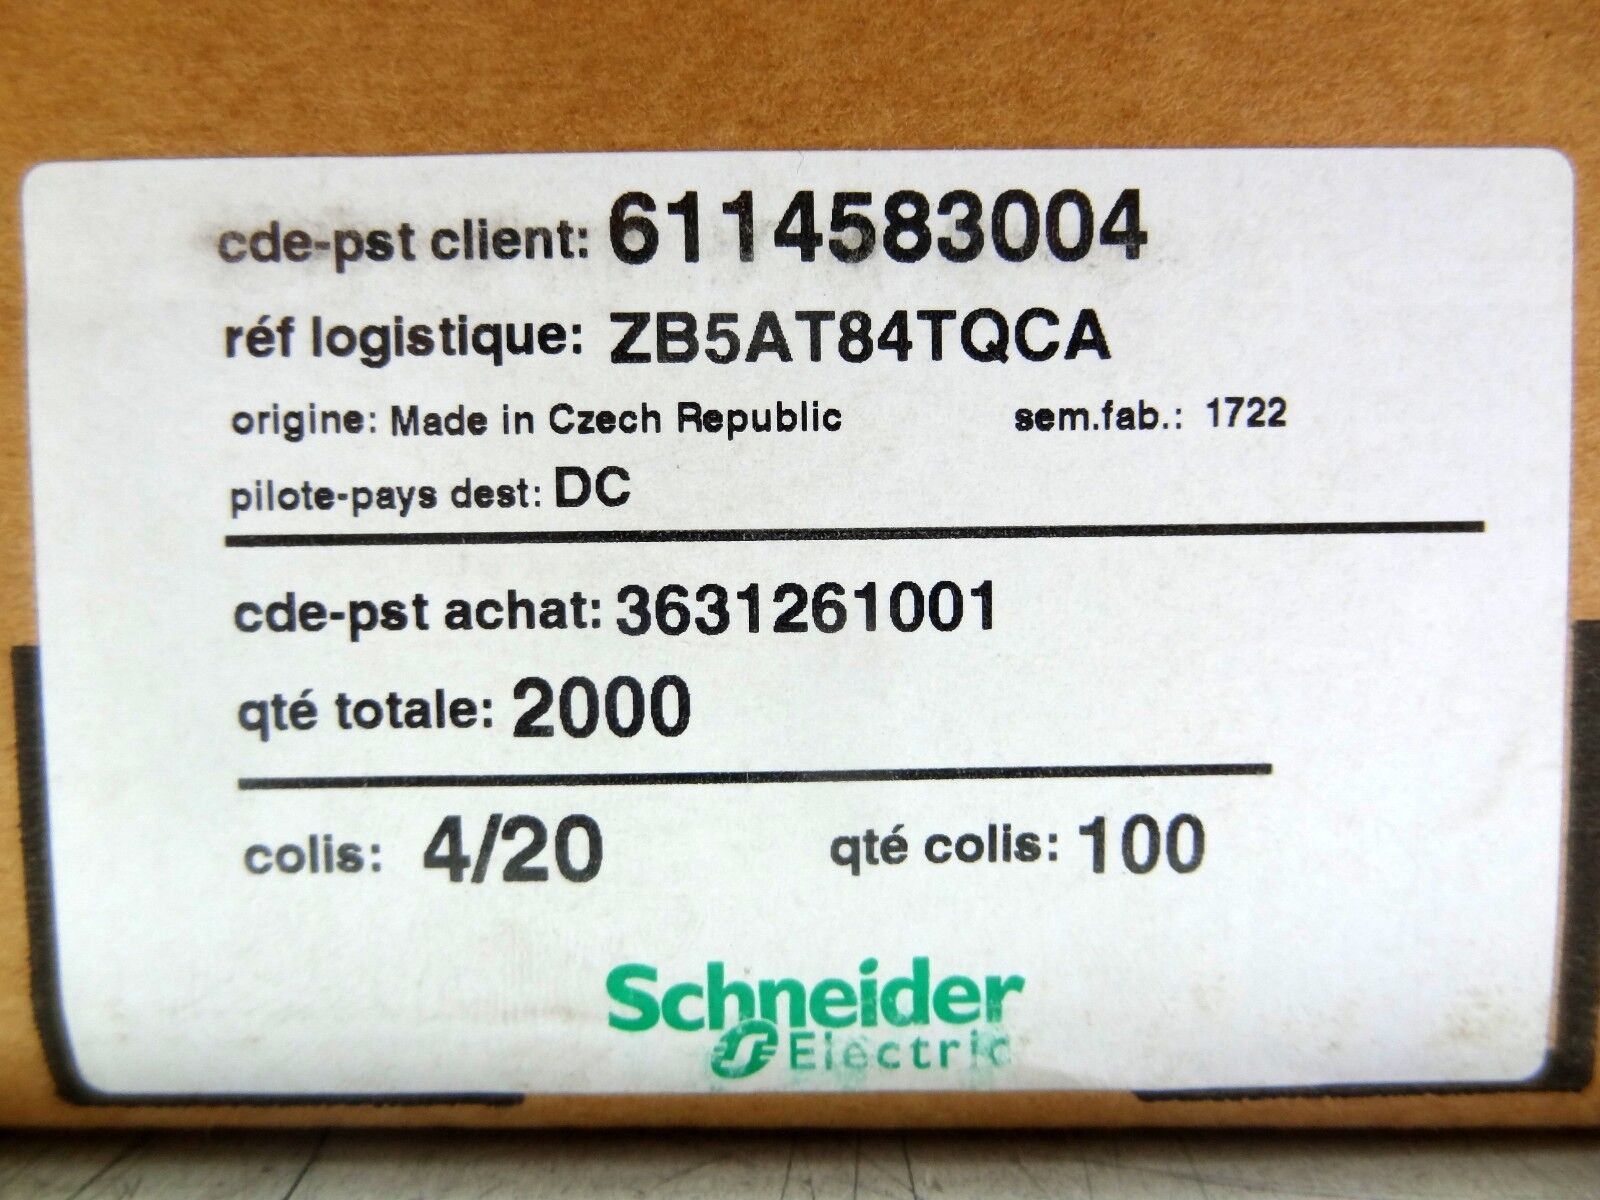 cde-pst client: 6114583004
réf logistique: ZB5AT84TQCA
origine: Made in Czech Republic sem.fab.: 1722
pilote-pays dest: DC
cde-pst achat: 3631261001
qté totale: 2000
colis: 4/20 qté colis: 100
Schneider
Electric